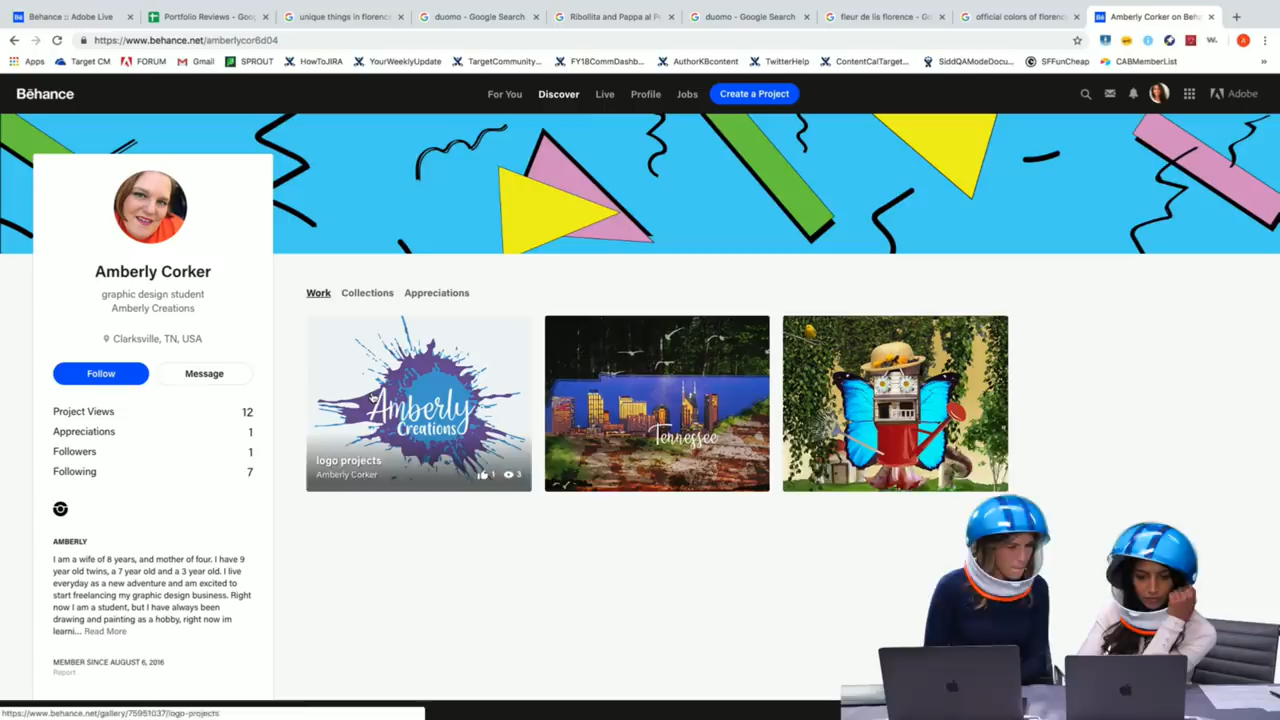 Behance :: Adobe Live
Portfolio Reviews - Goo
unique things in florence
duomo - Google Search
Ribollita and Pappa al P
duomo - Google Search
fleur de lis florence - Go
official colors of florenc
Amberly Corker on Beha
https://www.behance.net/amberlycor6d04
Apps
Target CM
FORUM
Gmail
SPROUT
HowToJIRA
YourWeeklyUpdate
TargetCommunity...
FY18CommDashb...
AuthorKBcontent
TwitterHelp
ContentCalTarget...
SiddQAModeDocu...
SFFunCheap
CABMemberList
»
Bēhance
For You
Discover
Live
Profile
Jobs
Create a Project
Adobe
Amberly Corker
graphic design student
Amberly Creations
Clarksville, TN, USA
Follow
Message
Project Views 12
Appreciations 1
Followers 1
Following 7
AMBERLY
I am a wife of 8 years, and mother of four. I have 9
year old twins, a 7 year old and a 3 year old. I live
everyday as a new adventure and am excited to
start freelancing my graphic design business. Right
now I am a student, but I have always been
drawing and painting as a hobby, right now im
learni... Read More
MEMBER SINCE AUGUST 6, 2016
Report
Work
Collections
Appreciations
Amberly
Creations
logo projects
Amberly Corker
1
3
Tennessee
https://www.behance.net/gallery/75951037/logo-projects